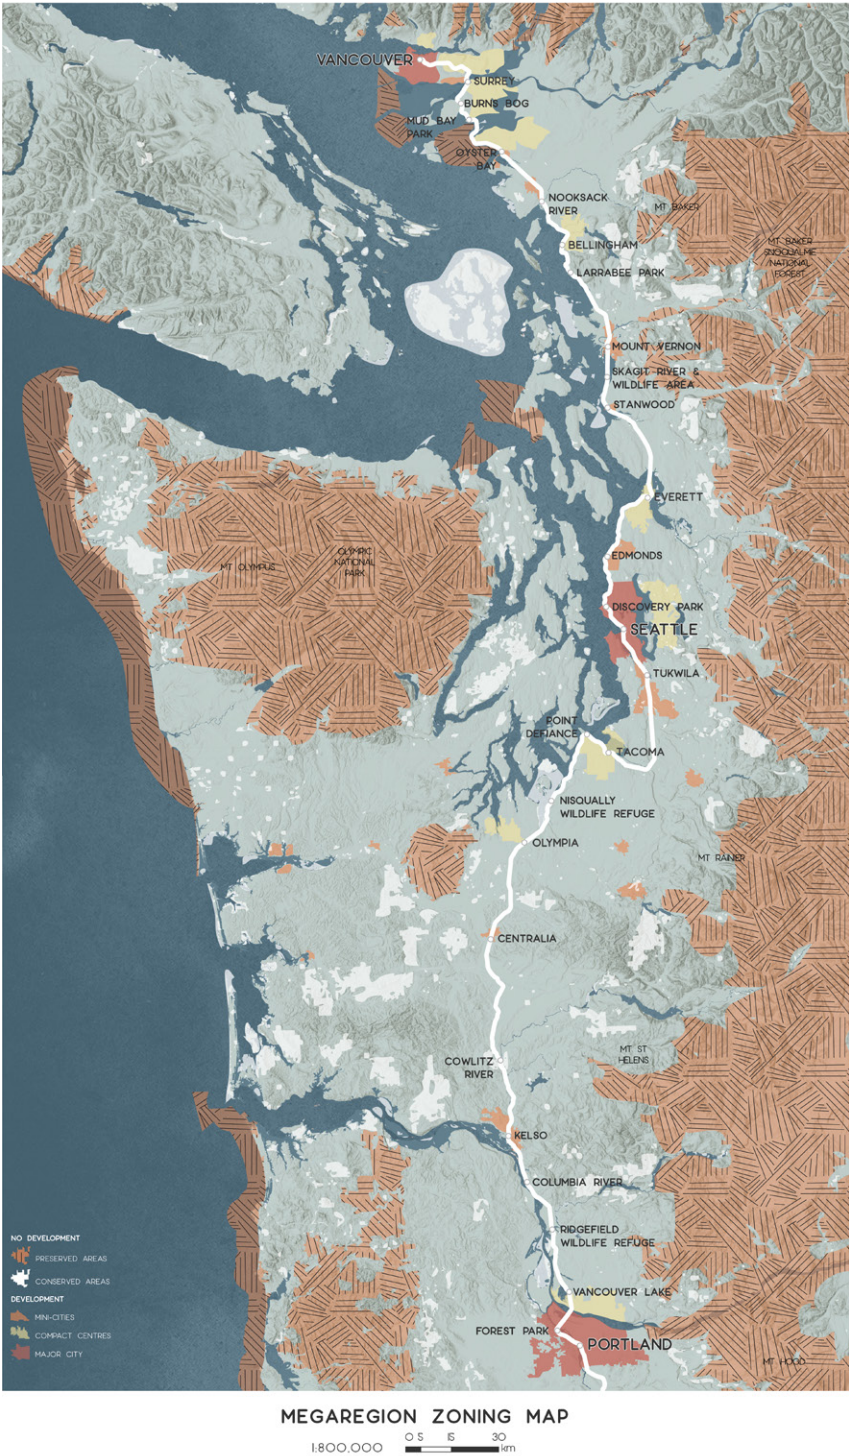 VANCOUVER
SURREY
BURNS BOG
MUD BAY
PARK
OYSTER
BAY
NOOKSACK
RIVER
MT BAKER
BELLINGHAM
MT BAKER
SNOQUALMIE
NATIONAL
FOREST
LARRABEE PARK
MOUNT VERNON
SKAGIT RIVER &
WILDLIFE AREA
STANWOOD
EVERETT
EDMONDS
OLYMPIC
NATIONAL
PARK
MT OLYMPUS
DISCOVERY PARK
SEATTLE
TUKWILA
POINT
DEFIANCE
TACOMA
NISQUALLY
WILDLIFE REFUGE
OLYMPIA
MT RAINER
CENTRALIA
COWLITZ
RIVER
MT ST
HELENS
KELSO
COLUMBIA RIVER
RIDGEFIELD
WILDLIFE REFUGE
VANCOUVER LAKE
FOREST PARK
PORTLAND
MT HOOD
NO DEVELOPMENT
PRESERVED AREAS
CONSERVED AREAS
DEVELOPMENT
MINI-CITIES
COMPACT CENTRES
MAJOR CITY
MEGAREGION ZONING MAP
1:800,000
0 5 15 30
km